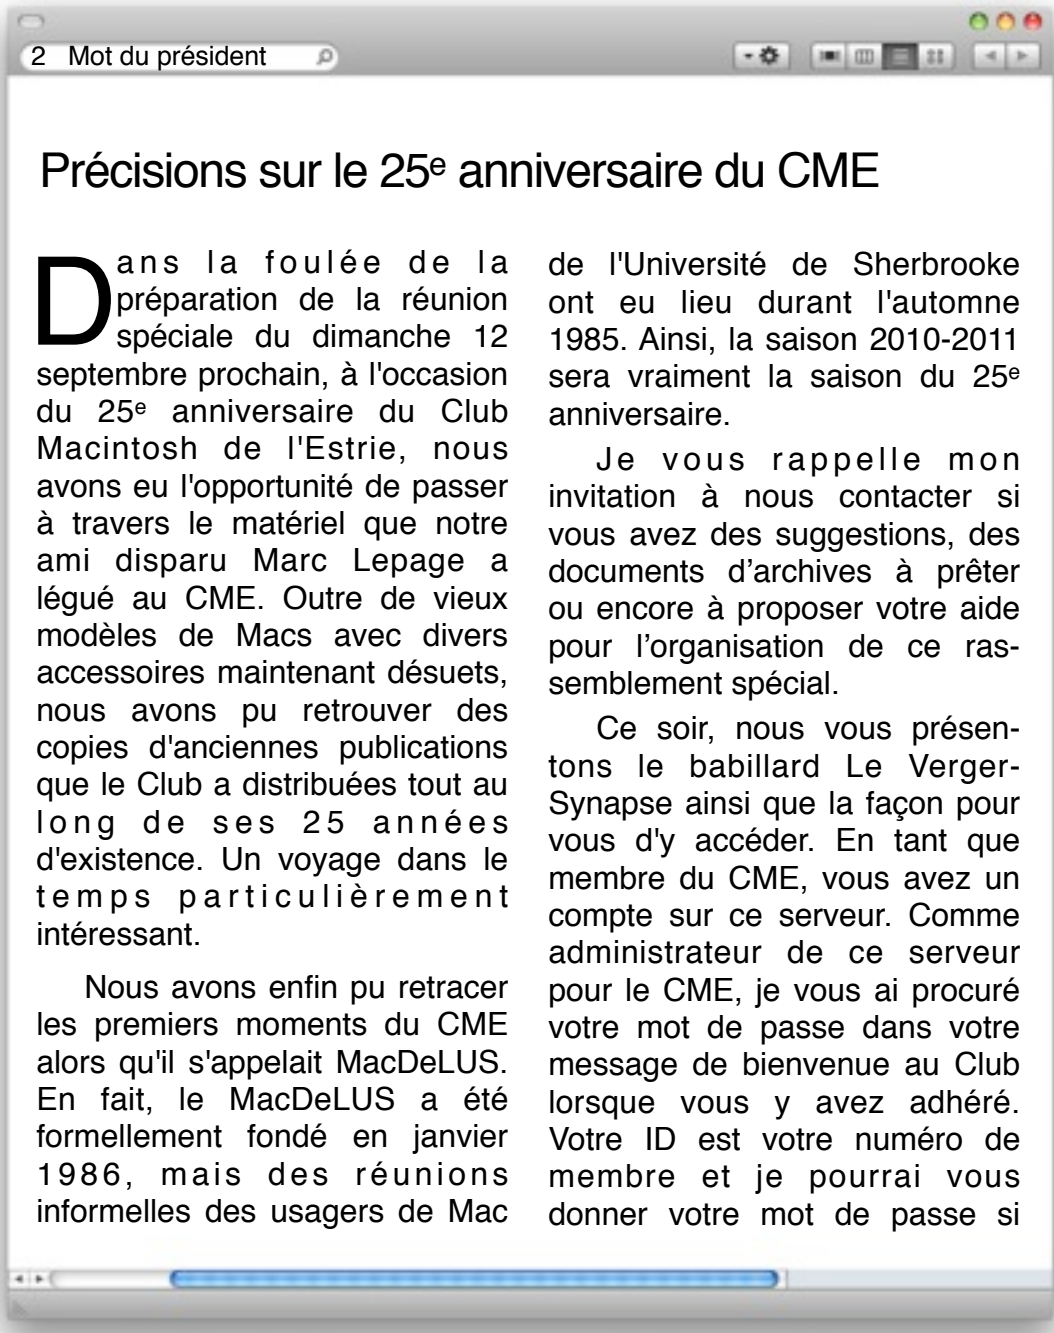 2 Mot du président
Précisions sur le 25e anniversaire du CME
Dans la foulée de la
préparation de la réunion
spéciale du dimanche 12
septembre prochain, à l'occasion
du 25e anniversaire du Club
Macintosh de l'Estrie, nous
avons eu l'opportunité de passer
à travers le matériel que notre
ami disparu Marc Lepage a
légué au CME. Outre de vieux
modèles de Macs avec divers
accessoires maintenant désuets,
nous avons pu retrouver des
copies d'anciennes publications
que le Club a distribuées tout au
long de ses 25 années
d'existence. Un voyage dans le
temps particulièrement
intéressant.
Nous avons enfin pu retracer
les premiers moments du CME
alors qu'il s'appelait MacDeLUS.
En fait, le MacDeLUS a été
formellement fondé en janvier
1986, mais des réunions
informelles des usagers de Mac
de l'Université de Sherbrooke
ont eu lieu durant l'automne
1985. Ainsi, la saison 2010-2011
sera vraiment la saison du 25e
anniversaire.
Je vous rappelle mon
invitation à nous contacter si
vous avez des suggestions, des
documents d’archives à prêter
ou encore à proposer votre aide
pour l’organisation de ce ras-
semblement spécial.
Ce soir, nous vous présen-
tons le babillard Le Verger-
Synapse ainsi que la façon pour
vous d'y accéder. En tant que
membre du CME, vous avez un
compte sur ce serveur. Comme
administrateur de ce serveur
pour le CME, je vous ai procuré
votre mot de passe dans votre
message de bienvenue au Club
lorsque vous y avez adhéré.
Votre ID est votre numéro de
membre et je pourrai vous
donner votre mot de passe si